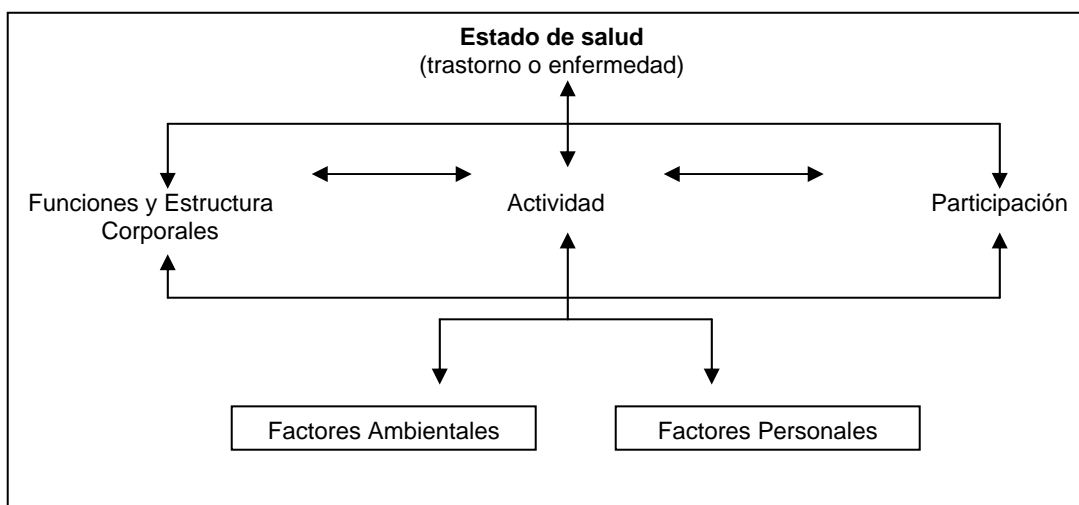 Estado de salud
(trastorno o enfermedad)
Funciones y Estructura
Corporales
Actividad
Participación
Factores Ambientales
Factores Personales